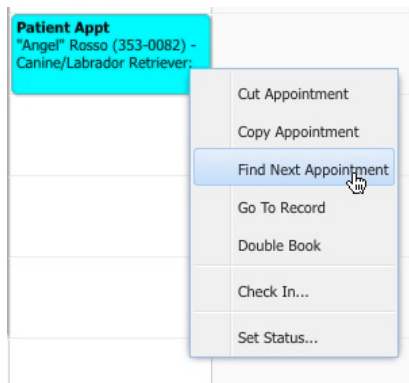 Patient Appt
"Angel" Rosso (353-0082) -
Canine/Labrador Retriever:
Cut Appointment
Copy Appointment
Find Next Appointment
Go To Record
Double Book
Check In...
Set Status...